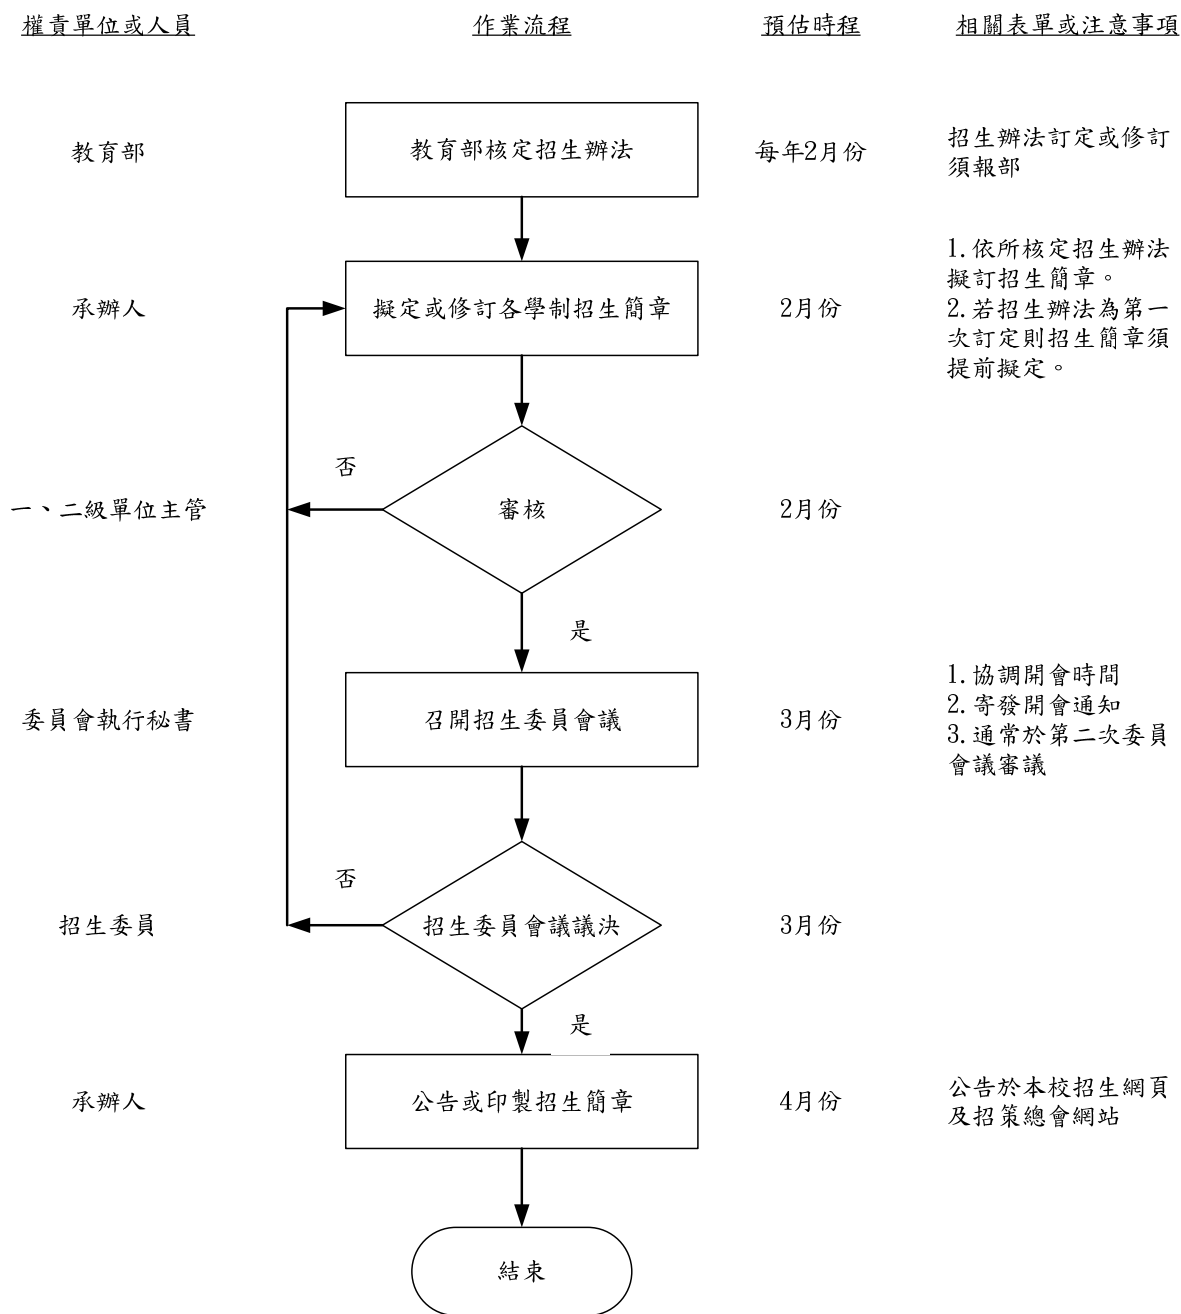 權責單位或人員
作業流程
預估時程
相關表單或注意事項
教育部
教育部核定招生辦法
每年2月份
招生辦法訂定或修訂
須報部
承辦人
擬定或修訂各學制招生簡章
2月份
1.依所核定招生辦法
擬訂招生簡章。
2.若招生辦法為第一
次訂定則招生簡章須
提前擬定。
否
一、二級單位主管
審核
2月份
是
委員會執行秘書
召開招生委員會議
3月份
1.協調開會時間
2.寄發開會通知
3.通常於第二次委員
會議審議
否
招生委員
招生委員會議議決
3月份
是
承辦人
公告或印製招生簡章
4月份
公告於本校招生網頁
及招策總會網站
結束